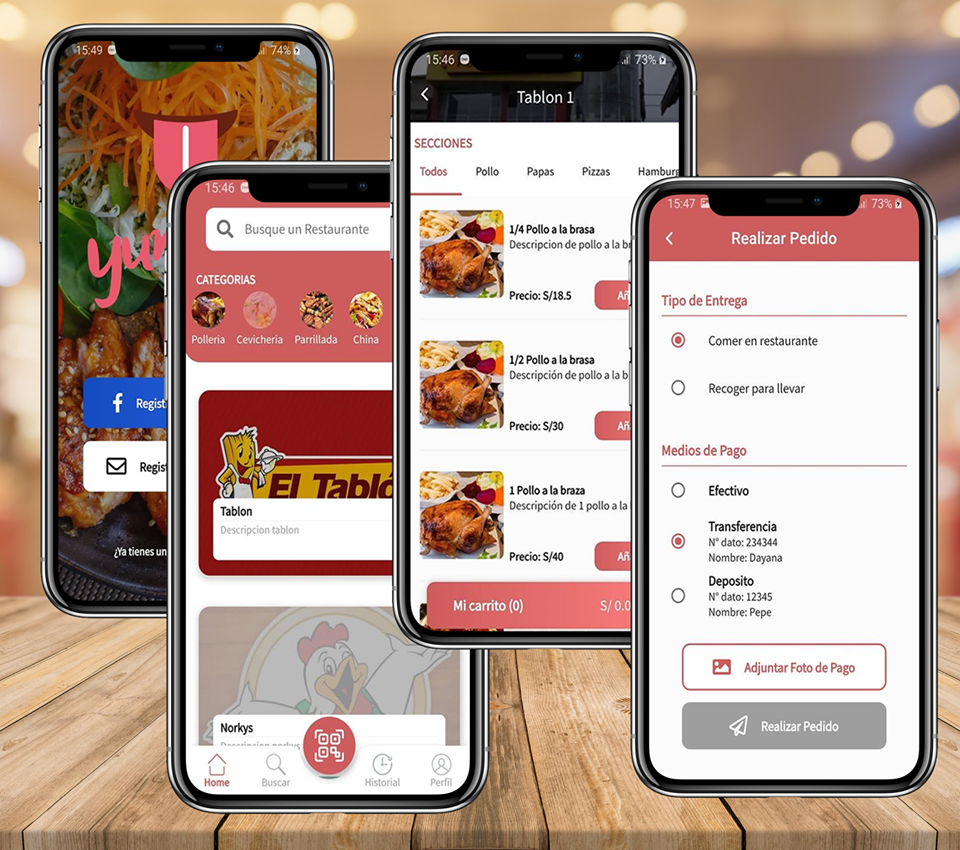 15:49
74%
yu
Regist
Regis
¿Ya tienes un
15:46
Busque un Restaurante
CATEGORIAS
Polleria
Cevicheria
Parrillada
China
El Tabló
Tablon
Descripcion tablon
Norkys
Descripcion norkys
Home
Buscar
Historial
Perfil
15:46
73%
Tablon 1
SECCIONES
Todos
Pollo
Papas
Pizzas
Hamburg
1/4 Pollo a la brasa
Descripcion de pollo a la br
Precio: S/18.5
Añ
1/2 Pollo a la brasa
Descripción de pollo a la b
Precio: S/30
Añ
1 Pollo a la braza
Descripción de 1 pollo a la
Precio: S/40
Añ
Mi carrito (0)
S/ 0.0
15:47
73%
Realizar Pedido
Tipo de Entrega
Comer en restaurante
Recoger para llevar
Medios de Pago
Efectivo
Transferencia
N° dato: 234344
Nombre: Dayana
Deposito
N° dato: 12345
Nombre: Pepe
Adjuntar Foto de Pago
Realizar Pedido